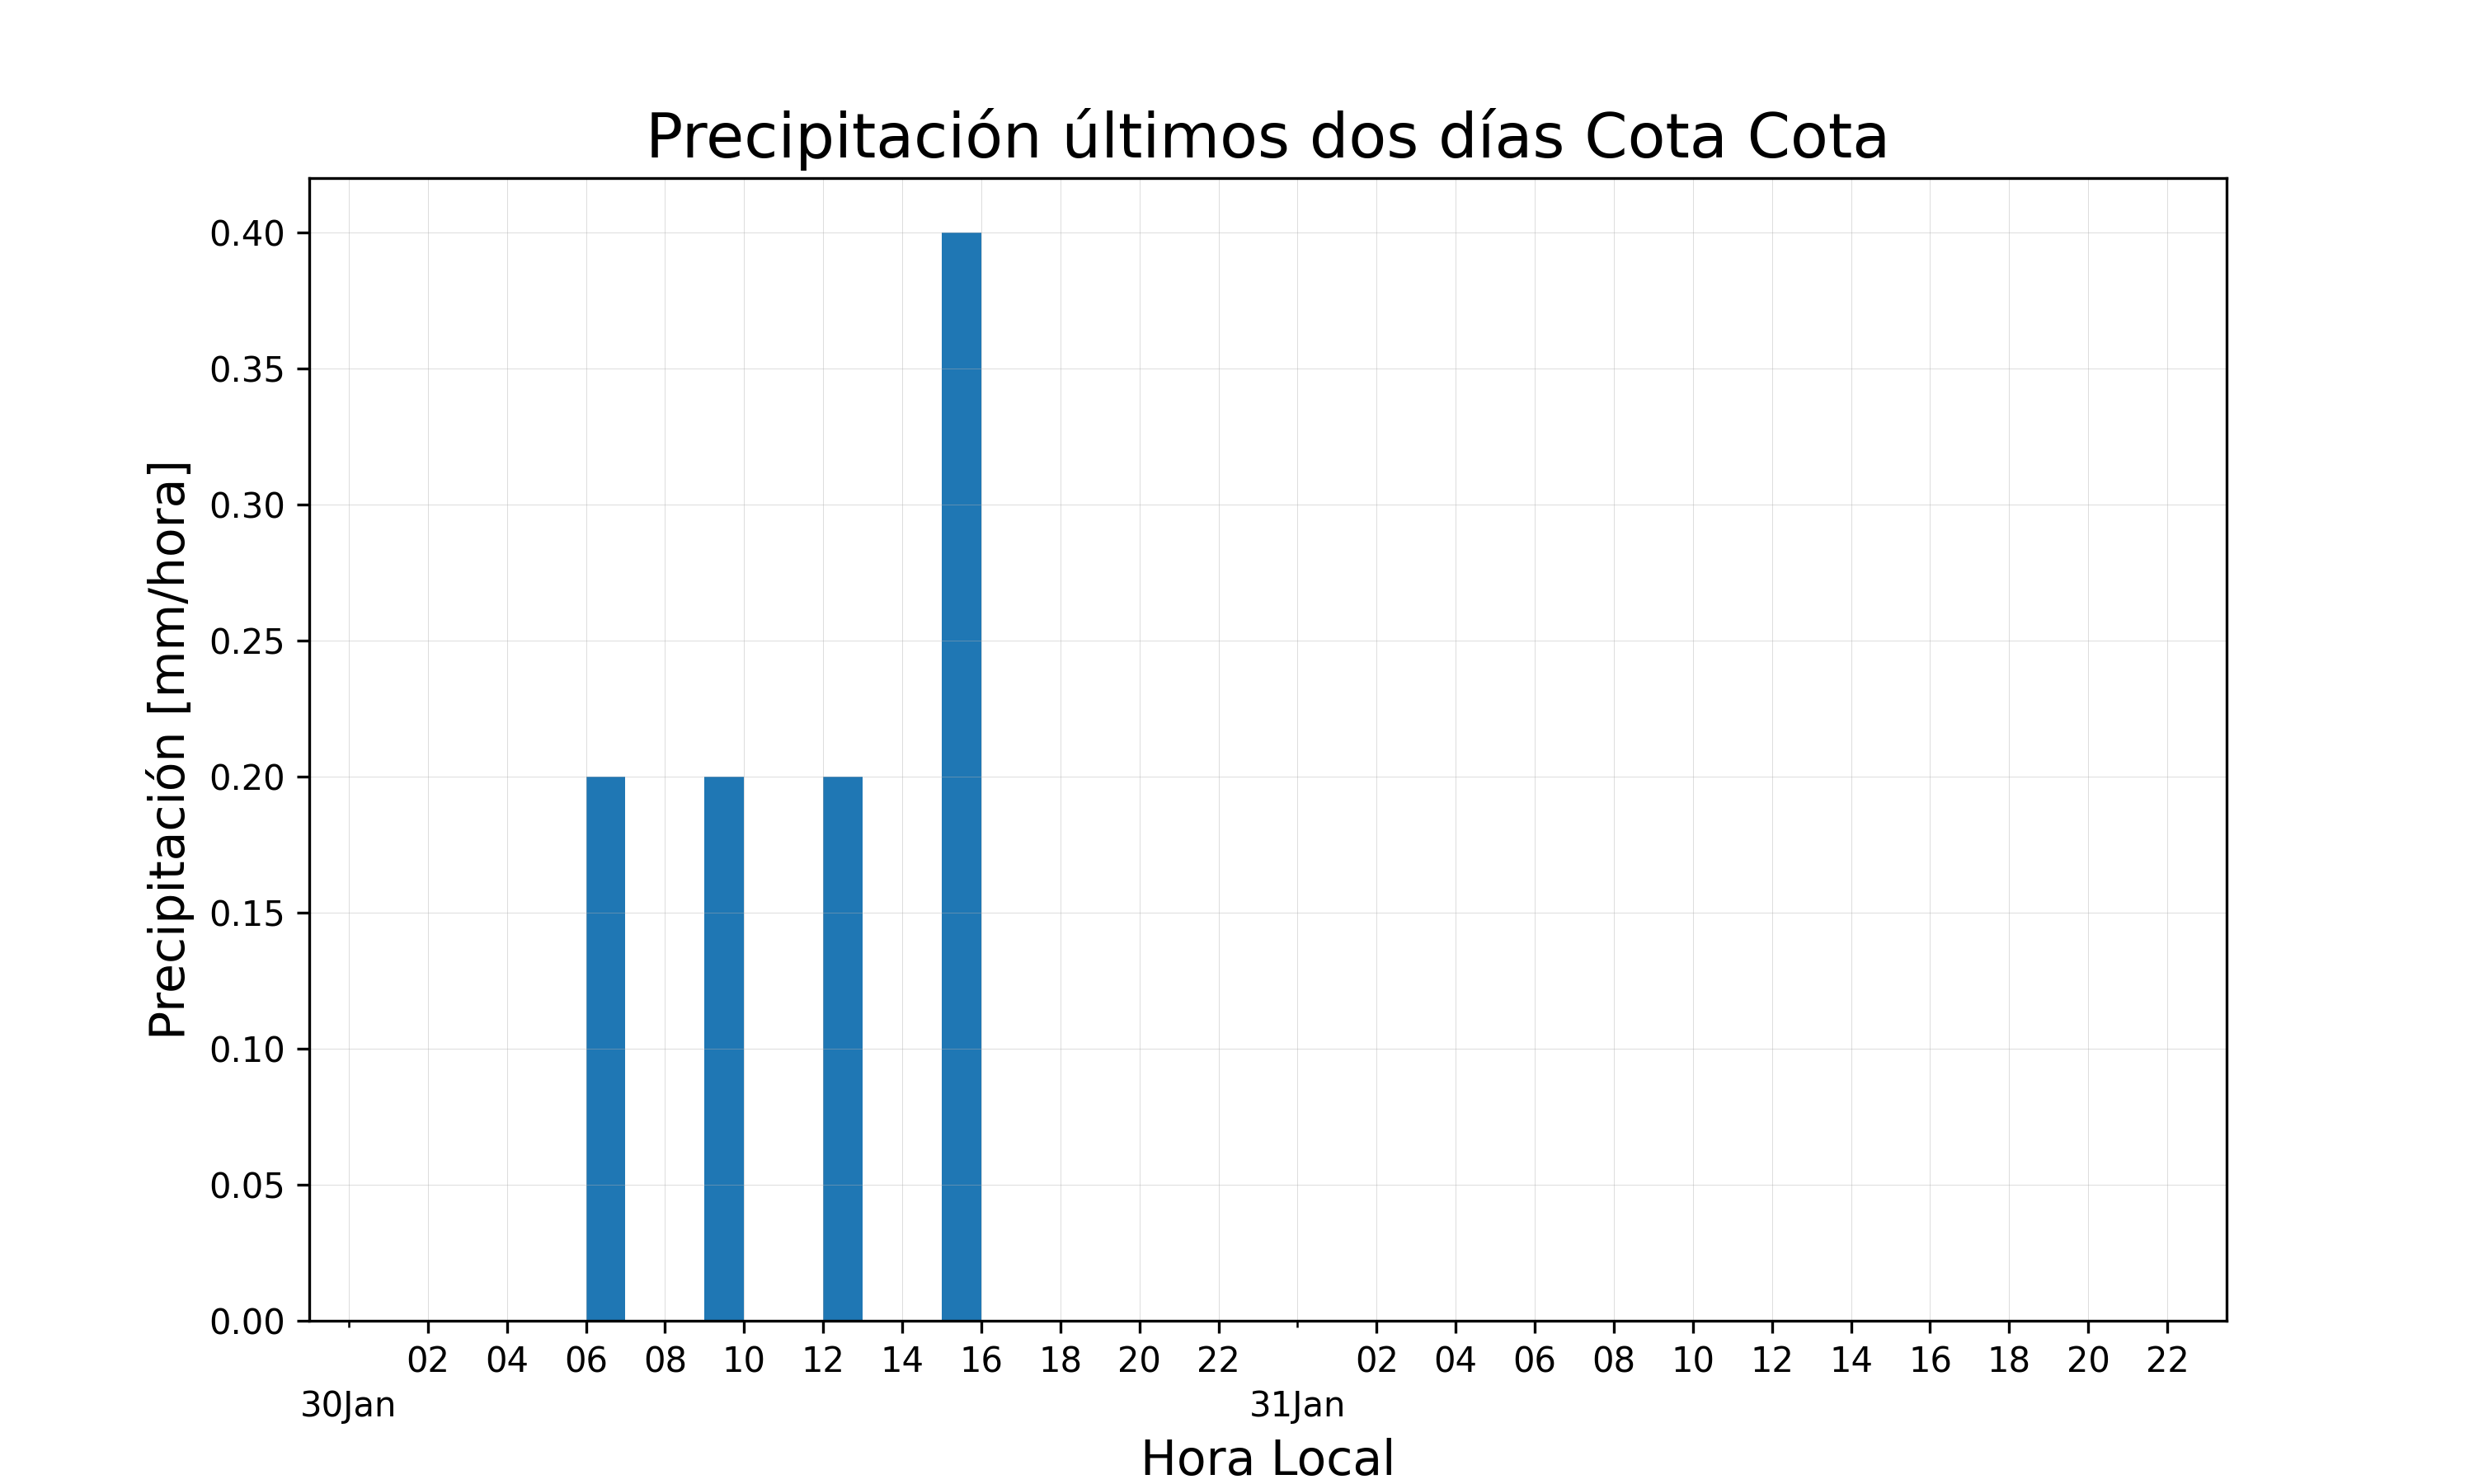 Precipitación últimos dos días Cota Cota
Precipitación [mm/hora]
0.40
0.35
0.30
0.25
0.20
0.15
0.10
0.05
0.00
02 04 06 08 10 12 14 16 18 20 22 02 04 06 08 10 12 14 16 18 20 22
30Jan 31Jan
Hora Local